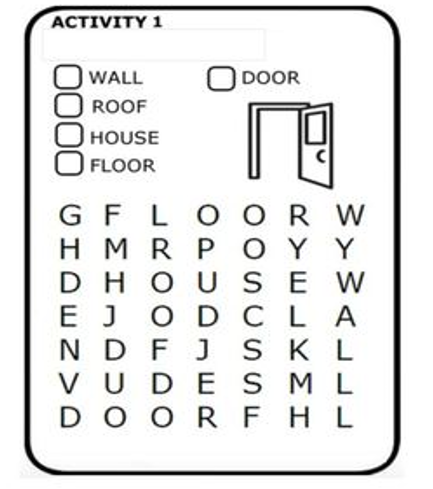 ACTIVITY 1
WALL DOOR
ROOF
HOUSE
FLOOR
G F L O O R W
H M R P O Y Y
D H O U S E W
E J O D C L A
N D F J S K L
V U D E S M L
D O O R F H L